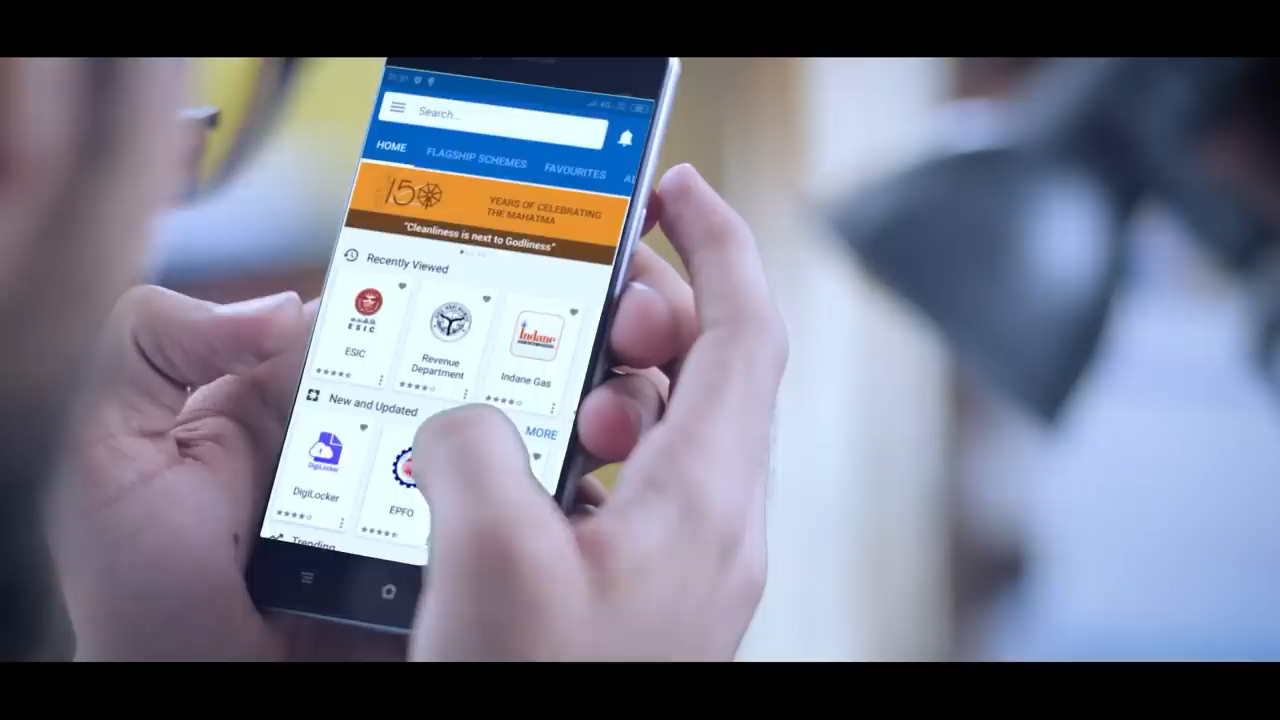 Search...
HOME FLAGSHIP SCHEMES FAVOURITES
150
YEARS OF CELEBRATING
THE MAHATMA
"Cleanliness is next to Godliness"
Recently Viewed
ESIC
ESIC
Revenue
Department
Indane
Indane Gas
New and Updated
MORE
DigiLocker
DigiLocker
EPFO
Trending